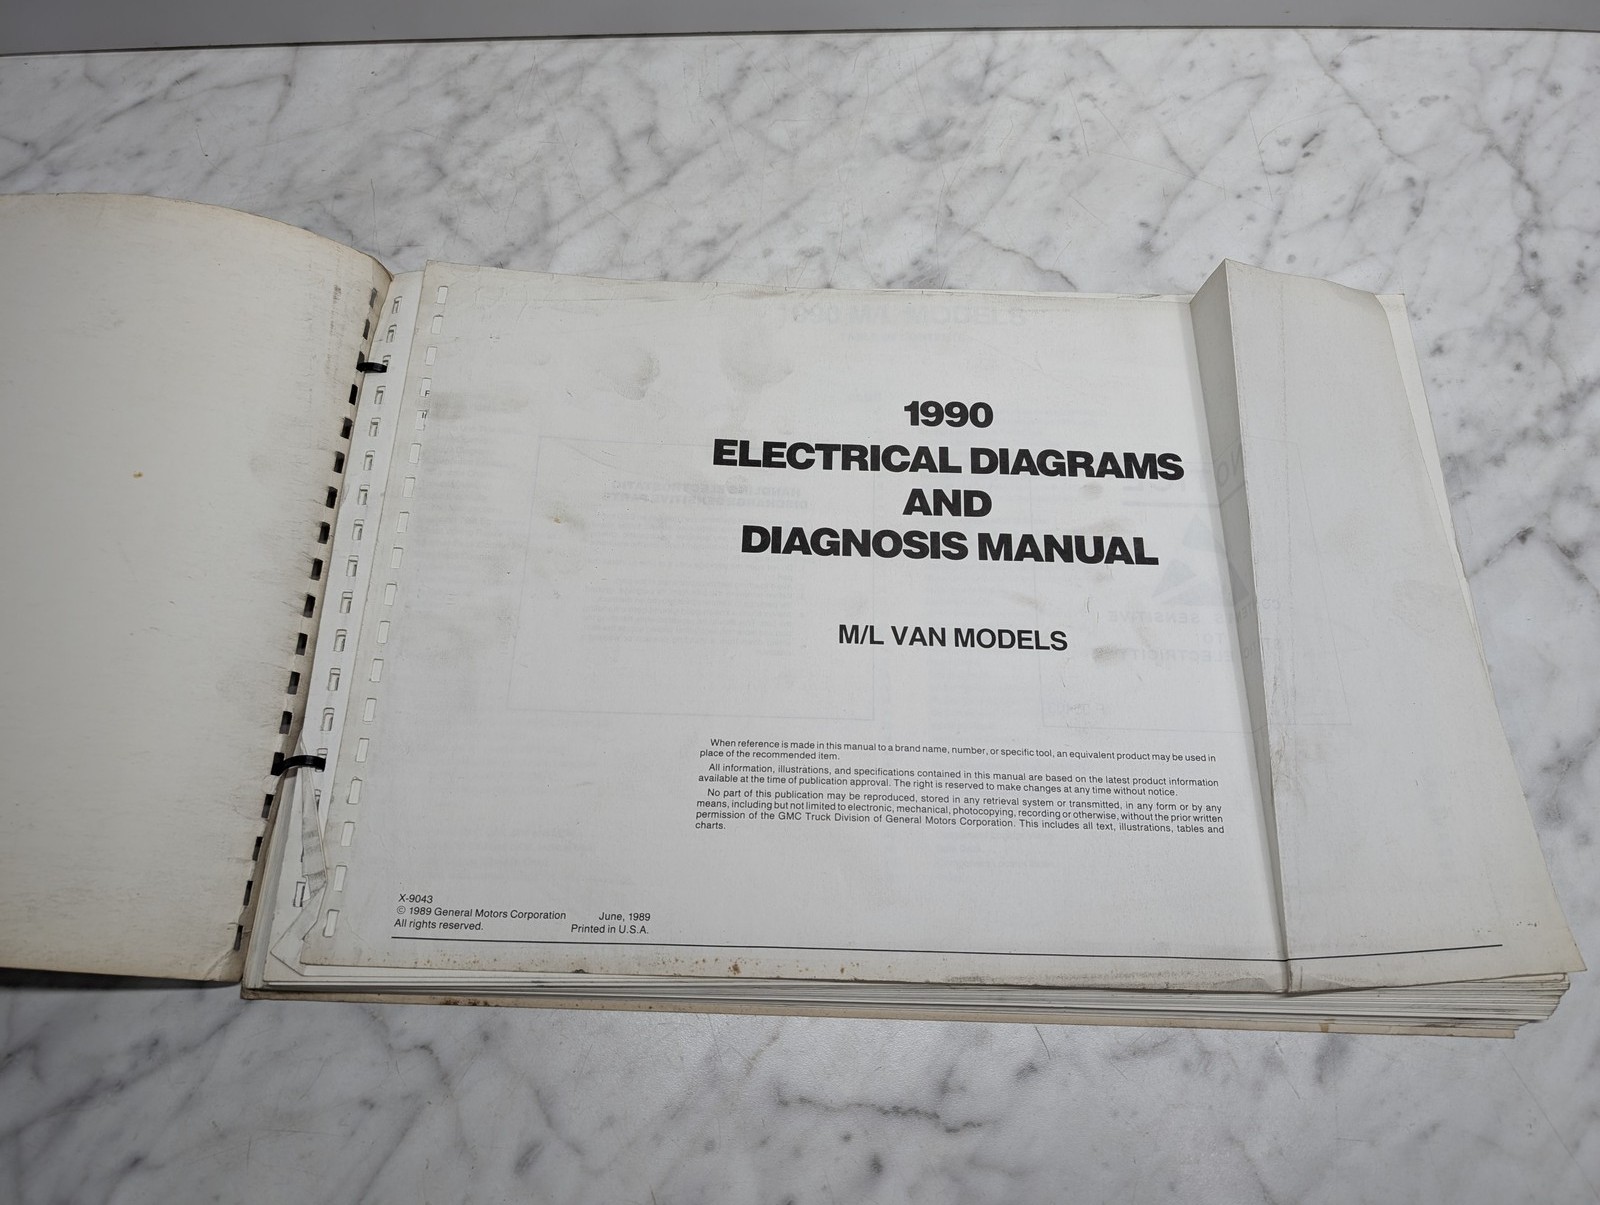 1990
ELECTRICAL DIAGRAMS
AND
DIAGNOSIS MANUAL
M/L VAN MODELS
When reference is made in this manual to a brand name, number, or specific tool, an equivalent product may be used in
place of the recommended item.
All information, illustrations, and specifications contained in this manual are based on the latest product information
available at the time of publication approval. The right is reserved to make changes at any time without notice.
No part of this publication may be reproduced, stored in any retrieval system or transmitted, in any form or by any
means, including but not limited to electronic, mechanical, photocopying, recording or otherwise, without the prior written
permission of the GMC Truck Division of General Motors Corporation. This includes all text, illustrations, tables and
charts.
X-9043
© 1989 General Motors Corporation June, 1989
All rights reserved. Printed in U.S.A.